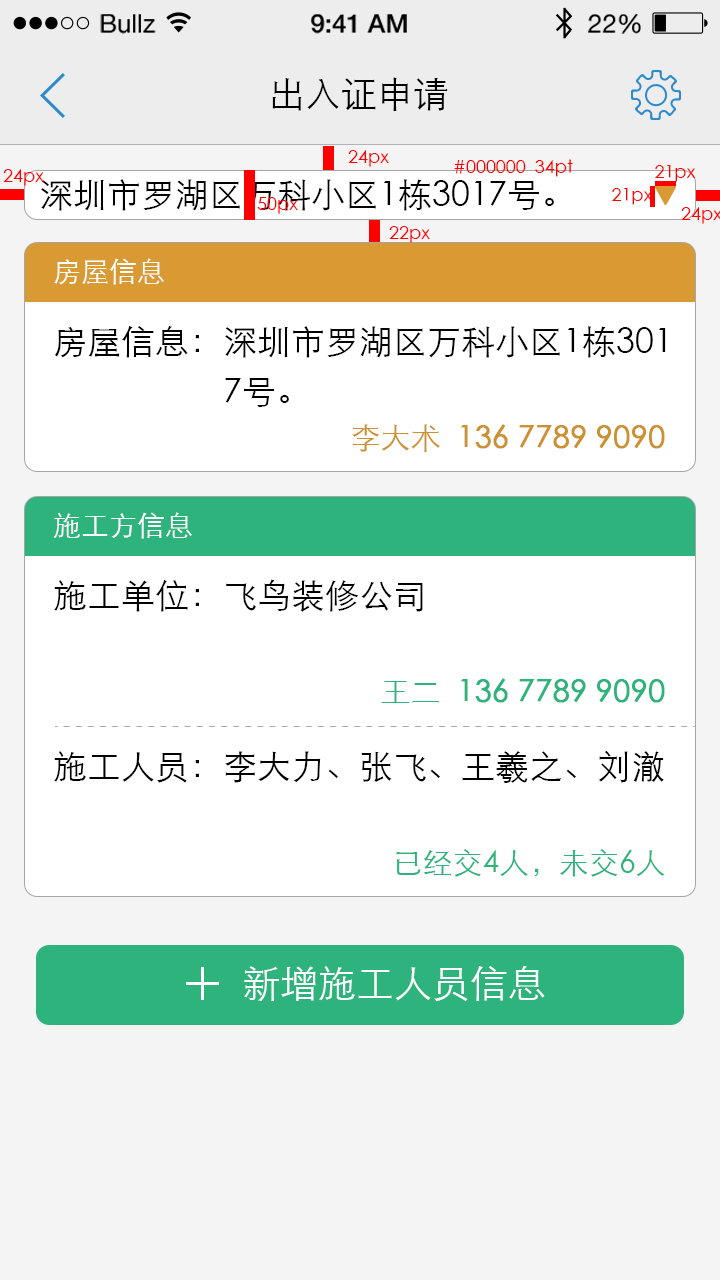 Bullz 9:41 AM 22%
出入证申请
24px
#000000 34pt
24px
21px
深圳市罗湖区万科小区1栋3017号。
21px
50px
24px
22px
房屋信息
房屋信息：深圳市罗湖区万科小区1栋301
7号。
李大术 136 7789 9090
施工方信息
施工单位：飞鸟装修公司
王二 136 7789 9090
施工人员：李大力、张飞、王羲之、刘澈
已经交4人，未交6人
新增施工人员信息